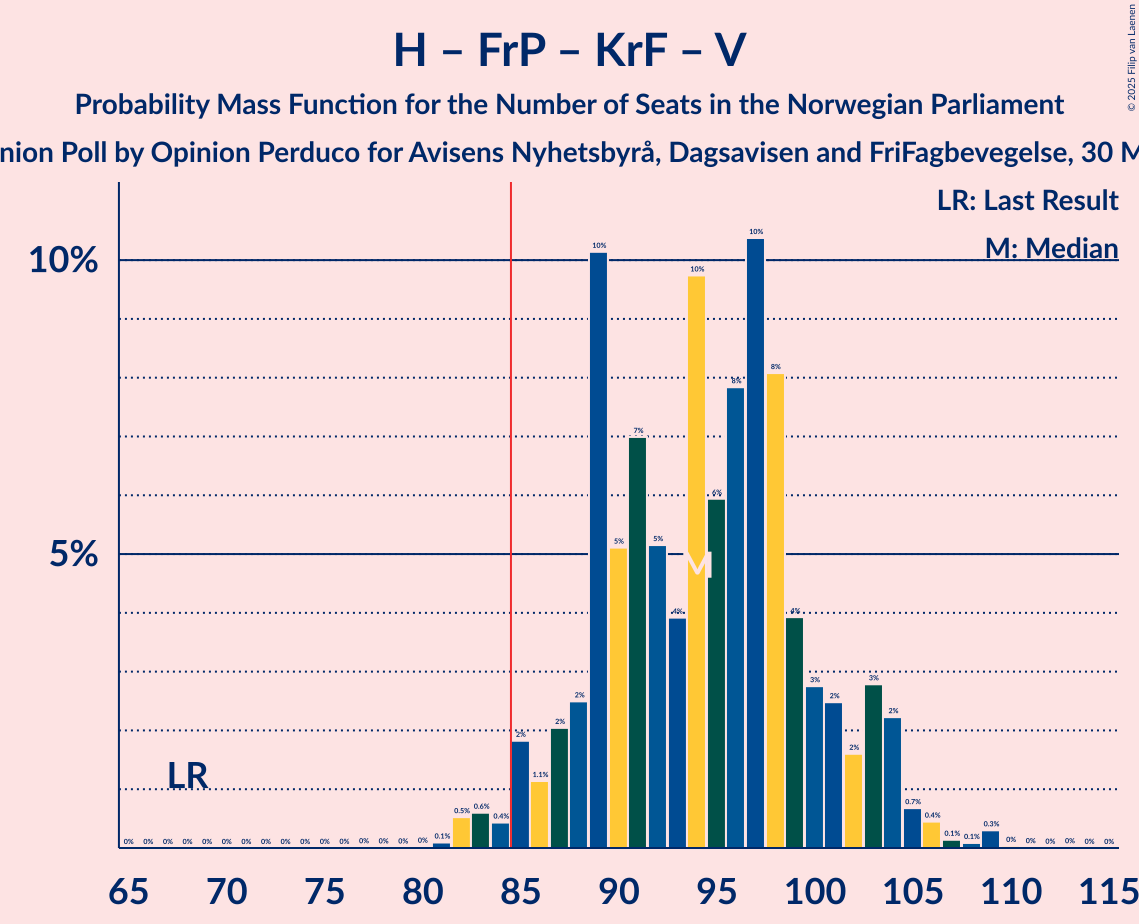 H – FrP – KrF – V
Probability Mass Function for the Number of Seats in the Norwegian Parliament
nion Poll by Opinion Perduco for Avisens Nyhetsbyrå, Dagsavisen and FriFagbevegelse, 30 M
© 2025 Filip van Laenen
LR: Last Result
M: Median
10%
5%
LR
M
0% 0% 0% 0% 0% 0% 0% 0% 0% 0% 0% 0% 0% 0% 0% 0% 0.1% 0.5% 0.6% 0.4% 2% 1.1% 2% 2% 10% 5% 7% 5% 4% 10% 6% 8% 10% 8% 4% 3% 2% 2% 3% 2% 0.7% 0.4% 0.1% 0.1% 0.3% 0% 0% 0% 0% 0% 0%
65 70 75 80 85 90 95 100 105 110 115